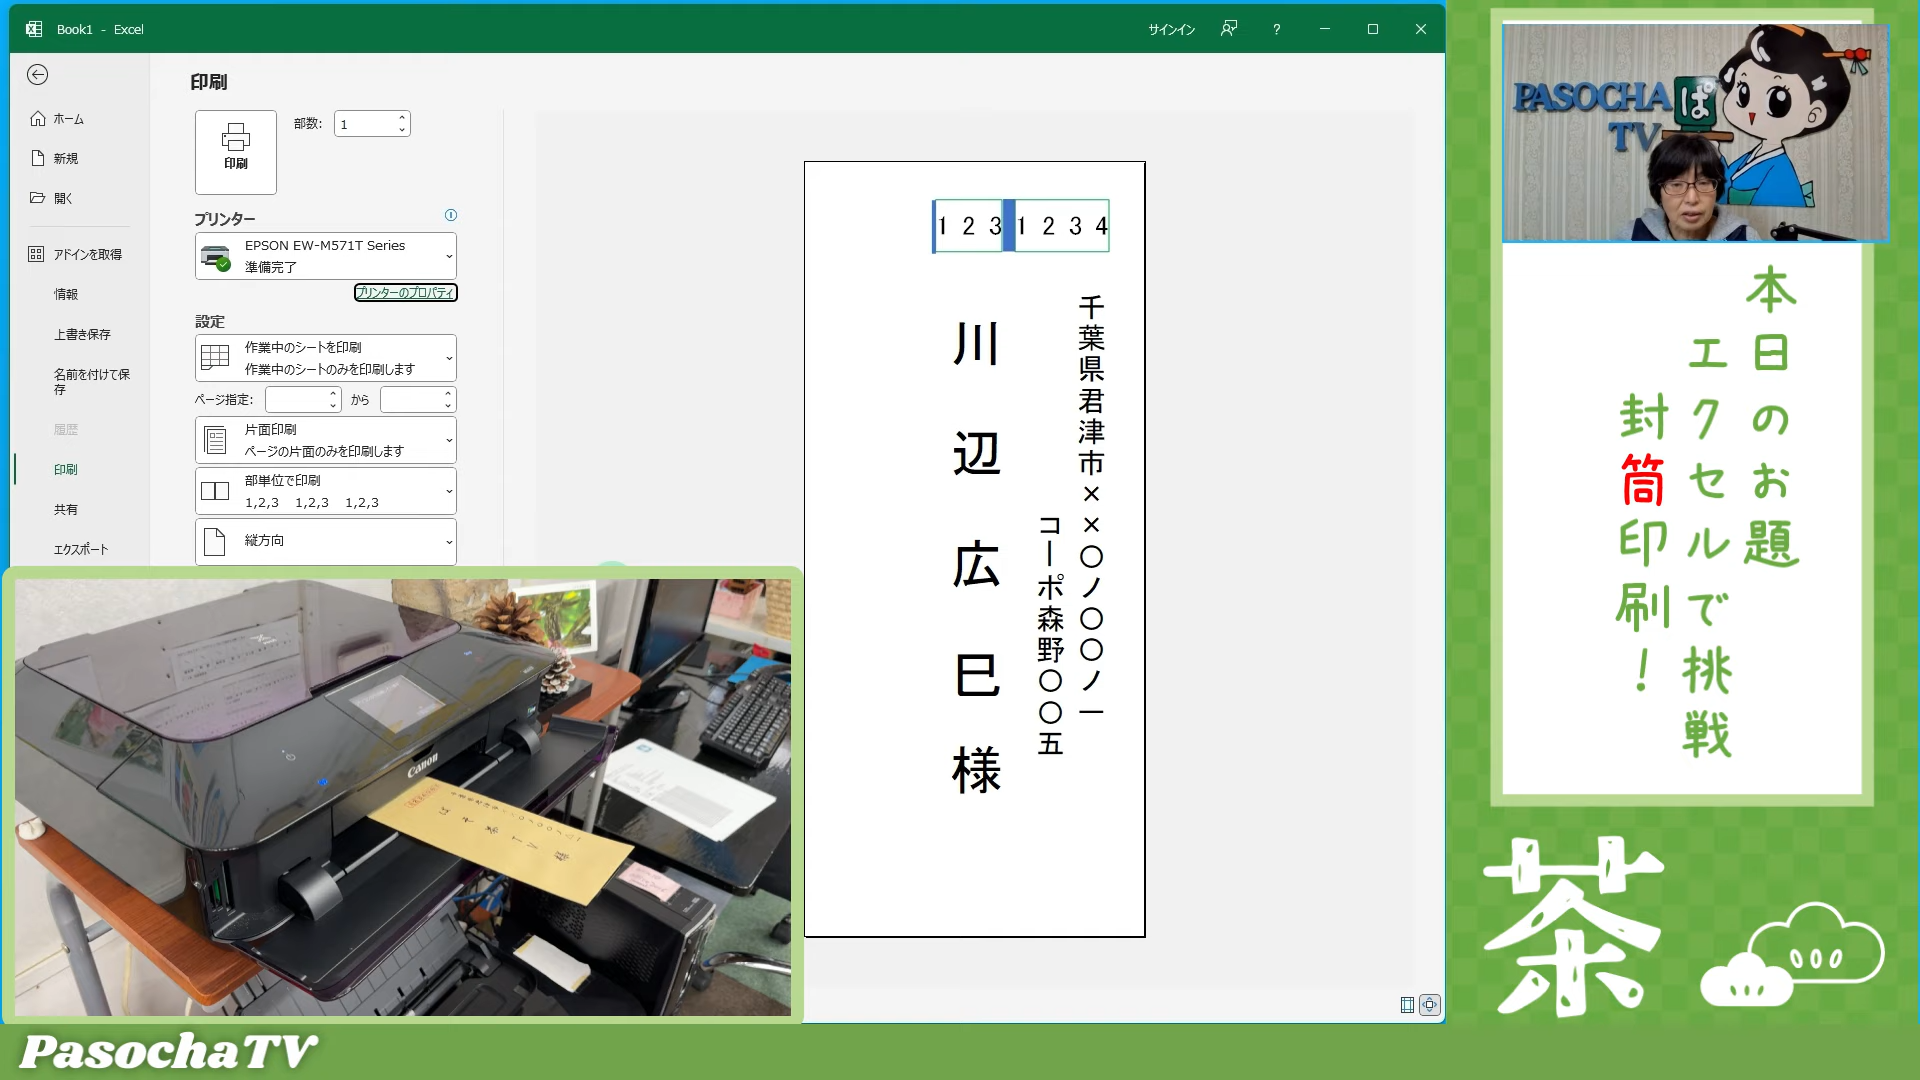 Book1 - Excel
サインイン
?
印刷
ホーム
新規
開く
アドインを取得
情報
上書き保存
名前を付けて保
存
履歴
印刷
共有
エクスポート
印刷
部数: 1
プリンター
EPSON EW-M571T Series
準備完了
プリンターのプロパティ
設定
作業中のシートを印刷
作業中のシートのみを印刷します
ページ指定: から
片面印刷
ページの片面のみを印刷します
部単位で印刷
1,2,3 1,2,3 1,2,3
縦方向
1 2 3 1 2 3 4
千葉県君津市××〇ノ〇〇ノ一
コーポ森野〇〇五
川辺広巳様
Canon
PASOCHA
ぱ
TV
本日のお題
エクセルで挑戦
封筒印刷!
茶
PasochaTV